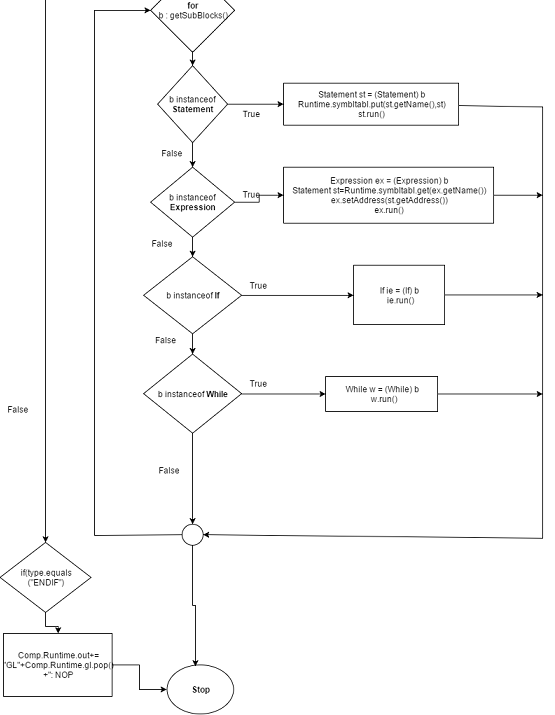 for
b : getSubBlocks()
b instanceof
Statement
True
Statement st = (Statement) b
Runtime.symbltabl.put(st.getName(),st)
st.run()
False
b instanceof
Expression
True
Expression ex = (Expression) b
Statement st=Runtime.symbltabl.get(ex.getName())
ex.setAddress(st.getAddress())
ex.run()
False
b instanceof If
True
If ie = (If) b
ie.run()
False
b instanceof While
True
While w = (While) b
w.run()
False
False
if(type.equals
("ENDIF")
Comp.Runtime.out+=
"GL"+Comp.Runtime.gl.pop()
+": NOP
Stop